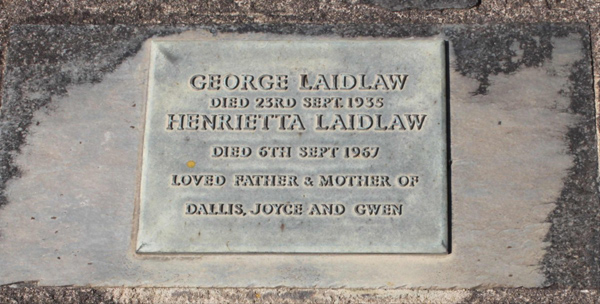 GEORGE LAIDLAW
DIED 23RD SEPT. 1935
HENRIETTA LAIDLAW
DIED 6TH SEPT 1967
LOVED FATHER & MOTHER OF
DALLIS, JOYCE AND GWEN